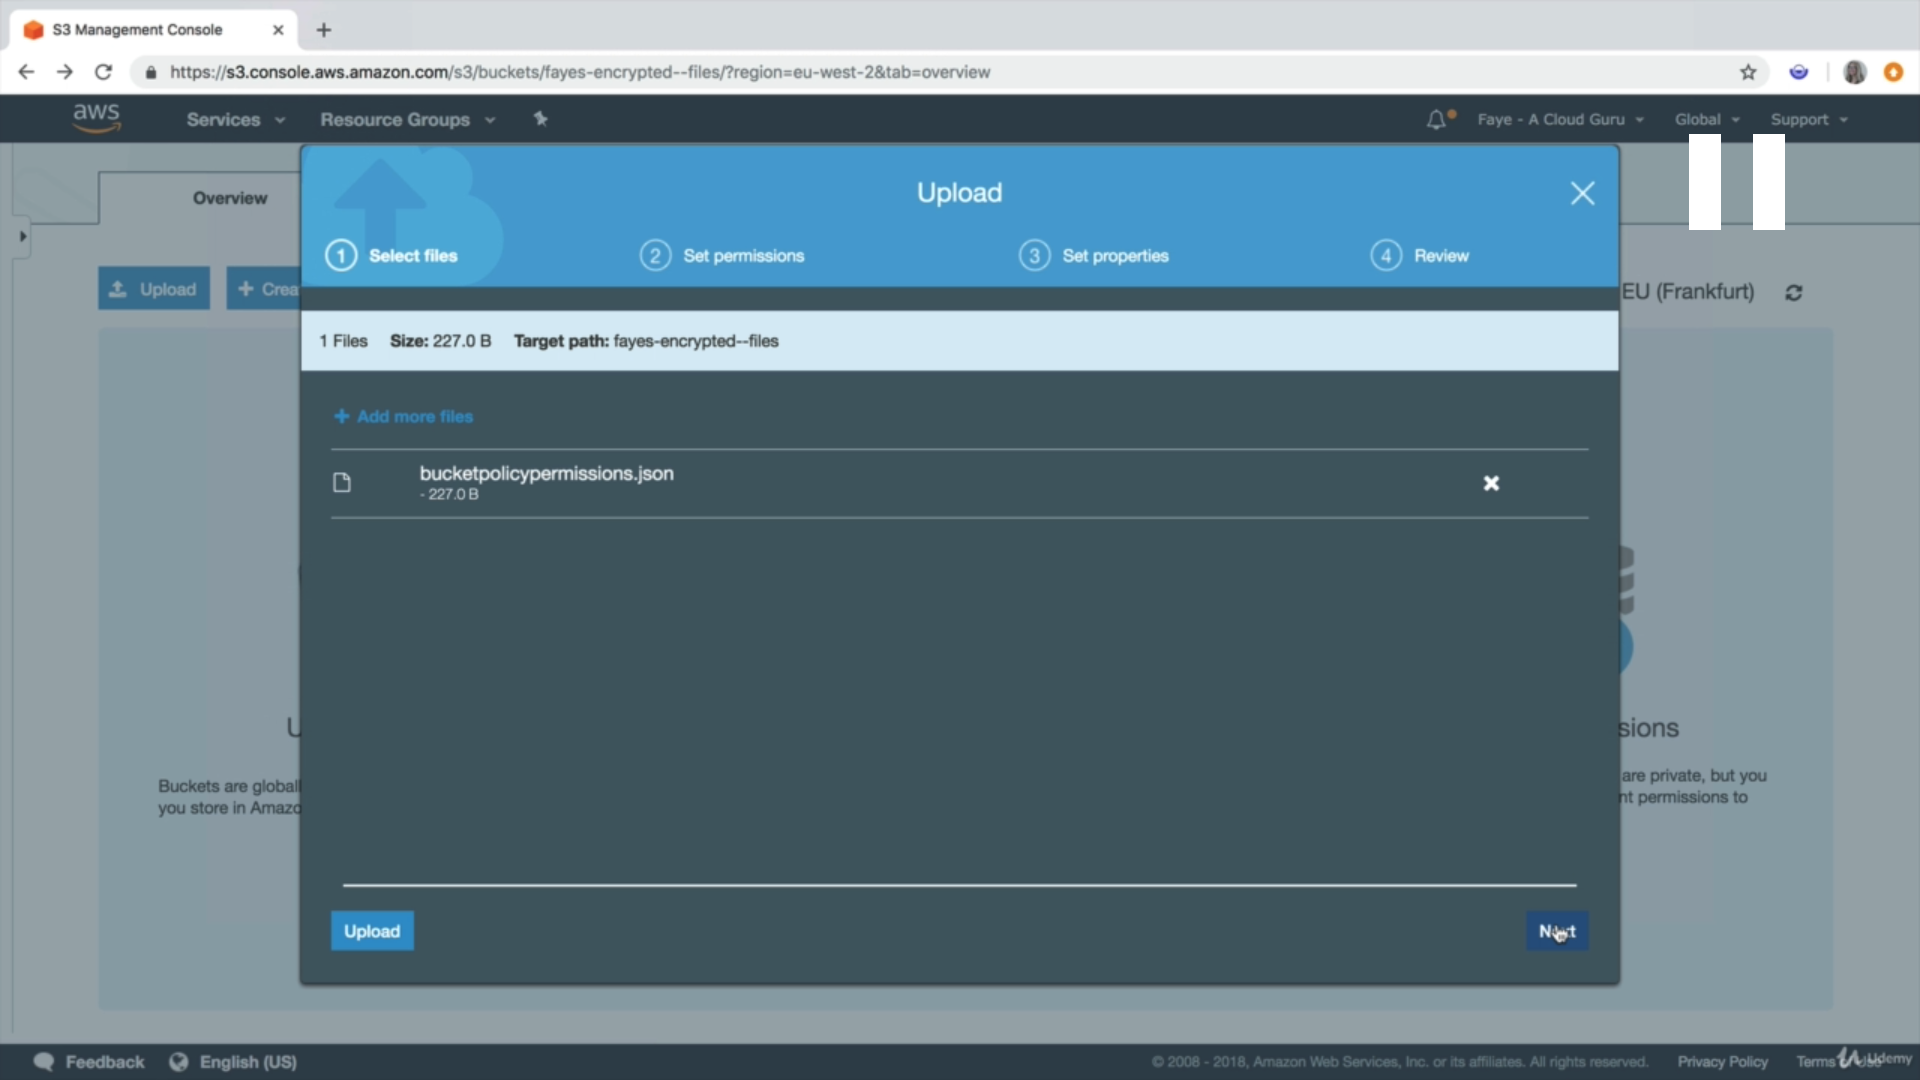 S3 Management Console
https://s3.console.aws.amazon.com/s3/buckets/fayes-encrypted--files/?region=eu-west-2&tab=overview
aws
Services
Resource Groups
Faye - A Cloud Guru
Global
Support
Overview
Upload
1 Select files
2 Set permissions
3 Set properties
4 Review
Upload
+ Crea
EU (Frankfurt)
1 Files Size: 227.0 B Target path: fayes-encrypted--files
+ Add more files
bucketpolicypermissions.json
- 227.0 B
U
sions
Buckets are globall
you store in Amazo
are private, but you
nt permissions to
Upload
Next
Feedback
English (US)
© 2008 - 2018, Amazon Web Services, Inc. or its affiliates. All rights reserved.
Privacy Policy
Terms
Udemy